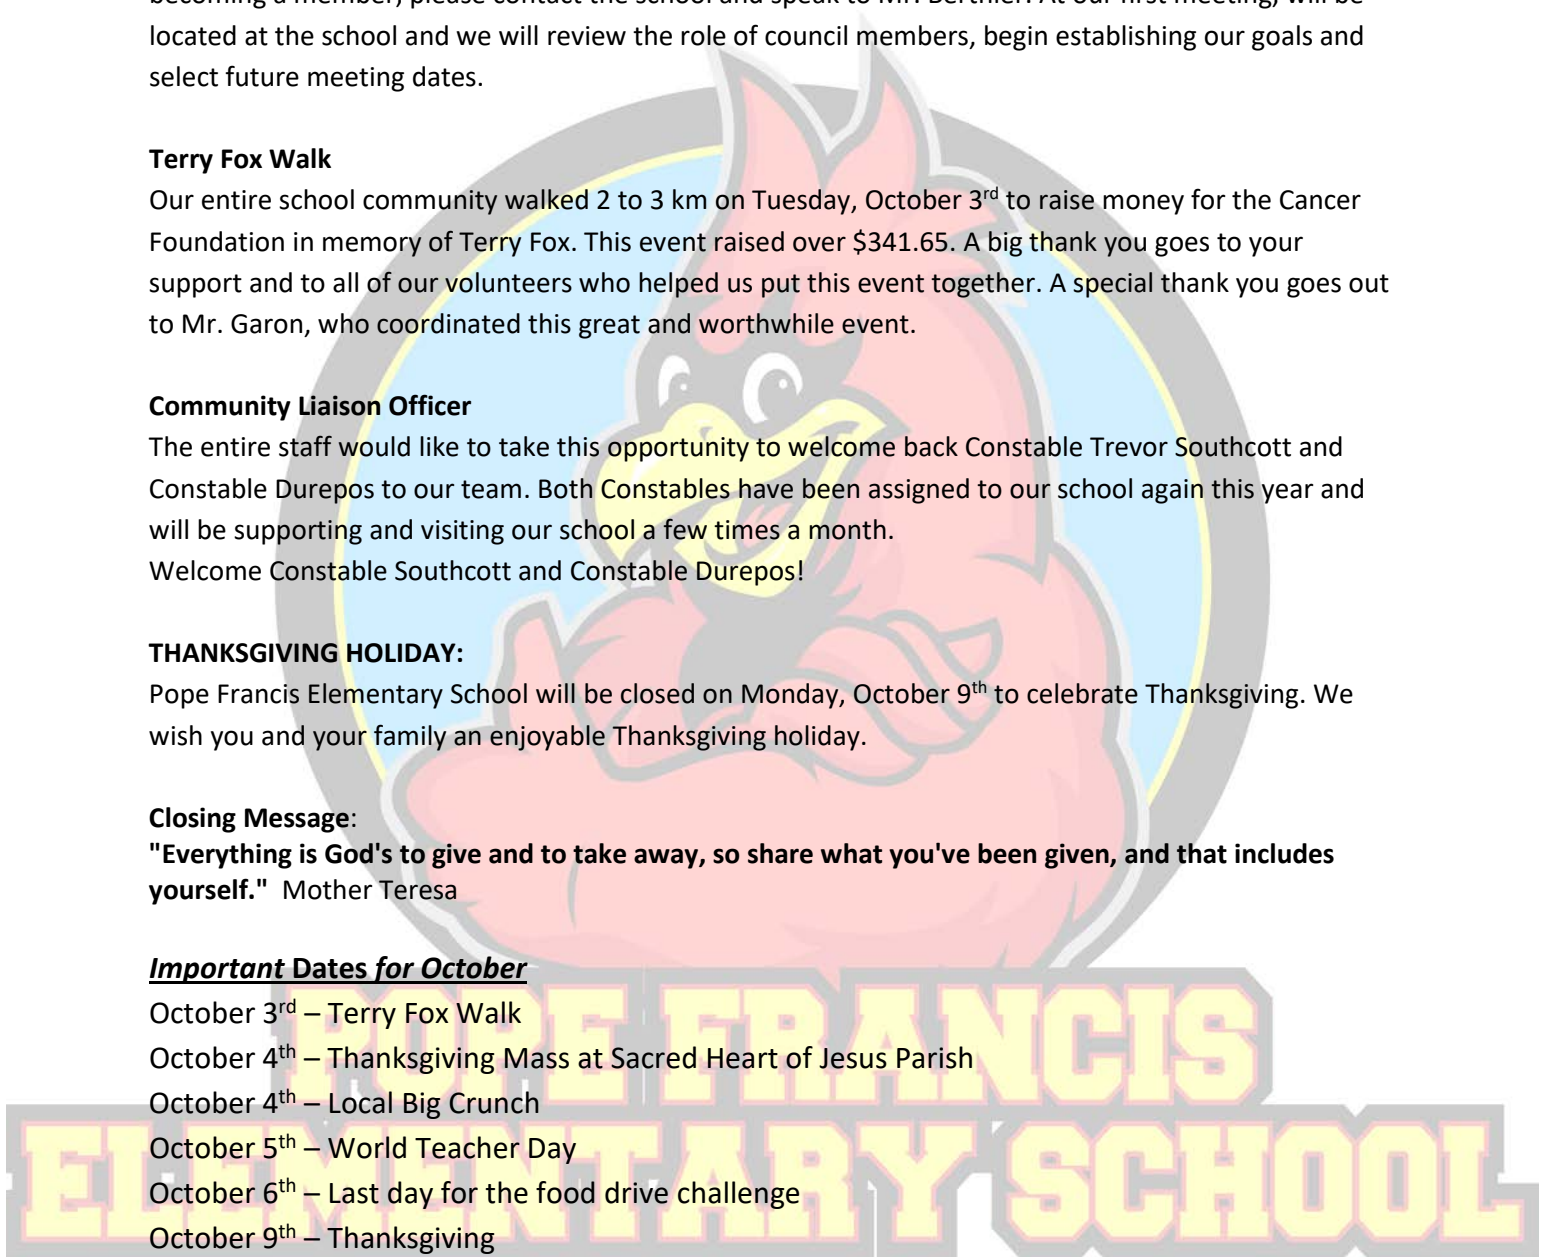 becoming a member, please contact the school and speak to Mr. Berthier. At our first meeting, will be
located at the school and we will review the role of council members, begin establishing our goals and
select future meeting dates.
Terry Fox Walk
Our entire school community walked 2 to 3 km on Tuesday, October 3rd to raise money for the Cancer
Foundation in memory of Terry Fox. This event raised over $341.65. A big thank you goes to your
support and to all of our volunteers who helped us put this event together. A special thank you goes out
to Mr. Garon, who coordinated this great and worthwhile event.
Community Liaison Officer
The entire staff would like to take this opportunity to welcome back Constable Trevor Southcott and
Constable Durepos to our team. Both Constables have been assigned to our school again this year and
will be supporting and visiting our school a few times a month.
Welcome Constable Southcott and Constable Durepos!
THANKSGIVING HOLIDAY:
Pope Francis Elementary School will be closed on Monday, October 9th to celebrate Thanksgiving. We
wish you and your family an enjoyable Thanksgiving holiday.
Closing Message:
"Everything is God's to give and to take away, so share what you've been given, and that includes
yourself."  Mother Teresa
Important Dates for October
October 3rd – Terry Fox Walk
October 4th – Thanksgiving Mass at Sacred Heart of Jesus Parish
October 4th – Local Big Crunch
October 5th – World Teacher Day
October 6th – Last day for the food drive challenge
October 9th – Thanksgiving
POPE FRANCIS
ELEMENTARY SCHOOL